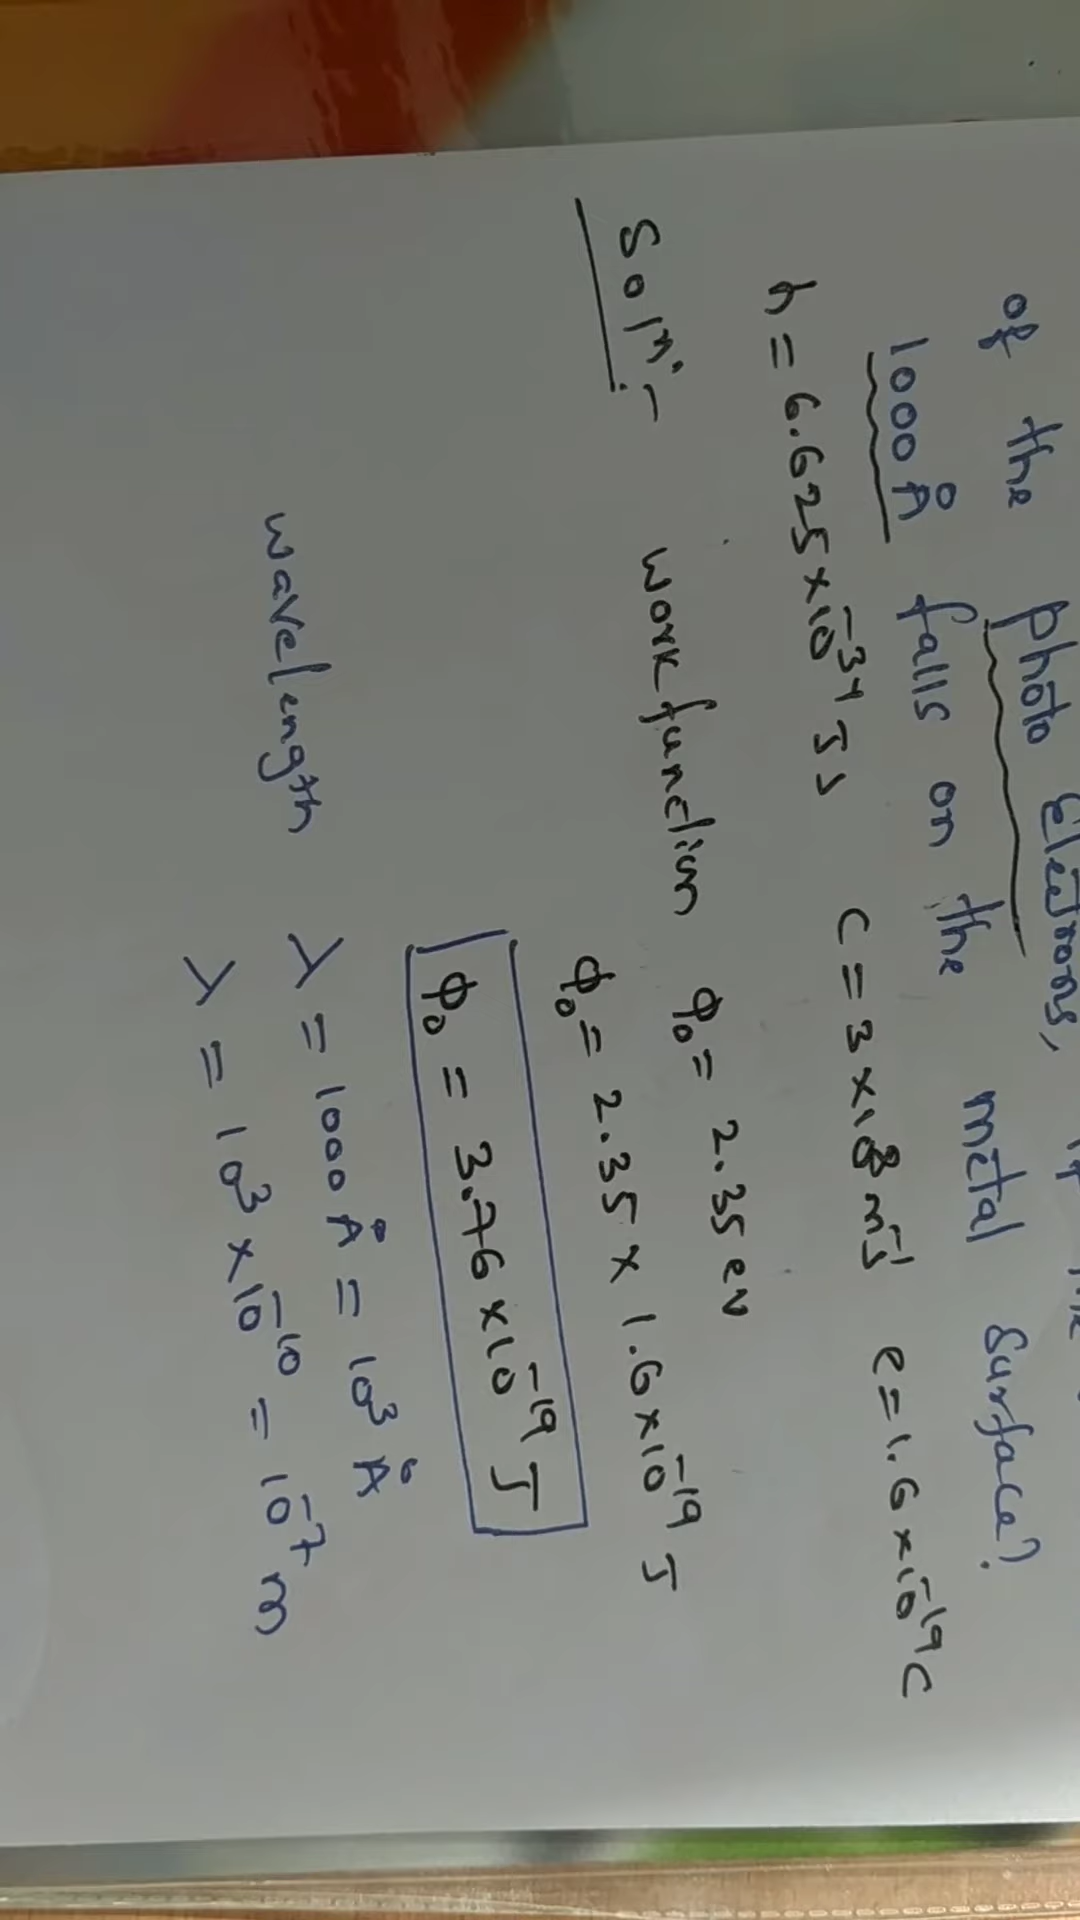 of the Photo Electrons,
1000 Å falls on the metal surface?
h = 6.625×10⁻³⁴ Js C = 3×10⁸ ms⁻¹ e = 1.6×10⁻¹⁹ C
Soln:- work function φ₀ = 2.35 ev
φ₀ = 2.35 × 1.6×10⁻¹⁹ J
φ₀ = 3.76×10⁻¹⁹ J
wavelength λ = 1000 Å = 10³ Å
λ = 10³ × 10⁻¹⁰ = 10⁻⁷ m